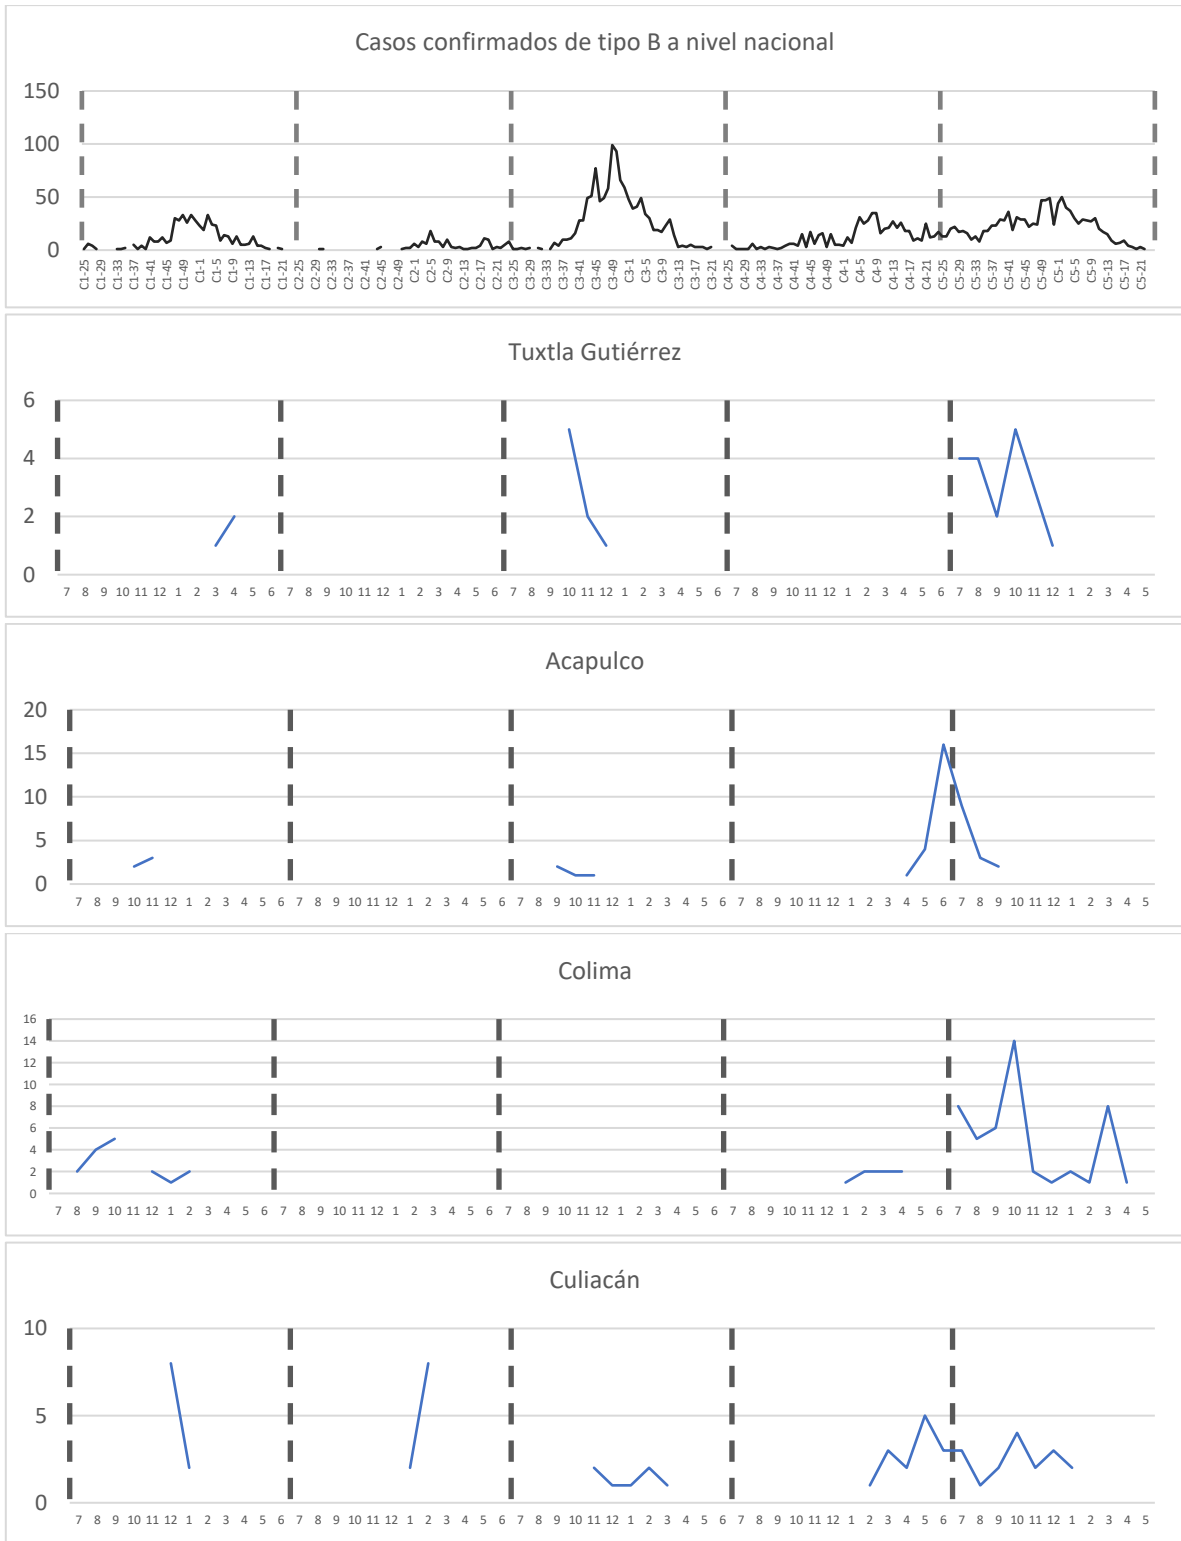 Casos confirmados de tipo B a nivel nacional
150
100
50
0
C1-25 C1-29 C1-33 C1-37 C1-41 C1-45 C1-49 C1-1 C1-5 C1-9 C1-13 C1-17 C1-21 C2-25 C2-29 C2-33 C2-37 C2-41 C2-45 C2-49 C2-1 C2-5 C2-9 C2-13 C2-17 C2-21 C3-25 C3-29 C3-33 C3-37 C3-41 C3-45 C3-49 C3-1 C3-5 C3-9 C3-13 C3-17 C3-21 C4-25 C4-29 C4-33 C4-37 C4-41 C4-45 C4-49 C4-1 C4-5 C4-9 C4-13 C4-17 C4-21 C5-25 C5-29 C5-33 C5-37 C5-41 C5-45 C5-49 C5-1 C5-5 C5-9 C5-13 C5-17 C5-21
Tuxtla Gutiérrez
6
4
2
0
7 8 9 10 11 12 1 2 3 4 5 6 7 8 9 10 11 12 1 2 3 4 5 6 7 8 9 10 11 12 1 2 3 4 5 6 7 8 9 10 11 12 1 2 3 4 5 6 7 8 9 10 11 12 1 2 3 4 5
Acapulco
20
15
10
5
0
7 8 9 10 11 12 1 2 3 4 5 6 7 8 9 10 11 12 1 2 3 4 5 6 7 8 9 10 11 12 1 2 3 4 5 6 7 8 9 10 11 12 1 2 3 4 5 6 7 8 9 10 11 12 1 2 3 4 5
Colima
16
14
12
10
8
6
4
2
0
7 8 9 10 11 12 1 2 3 4 5 6 7 8 9 10 11 12 1 2 3 4 5 6 7 8 9 10 11 12 1 2 3 4 5 6 7 8 9 10 11 12 1 2 3 4 5 6 7 8 9 10 11 12 1 2 3 4 5
Culiacán
10
5
0
7 8 9 10 11 12 1 2 3 4 5 6 7 8 9 10 11 12 1 2 3 4 5 6 7 8 9 10 11 12 1 2 3 4 5 6 7 8 9 10 11 12 1 2 3 4 5 6 7 8 9 10 11 12 1 2 3 4 5